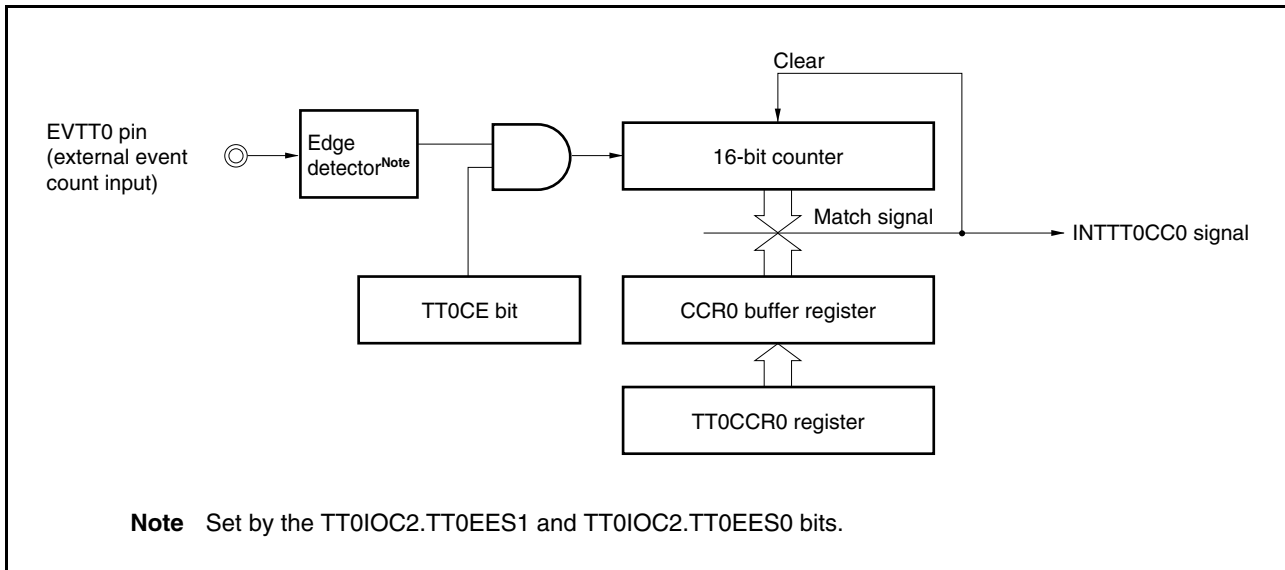 Clear
EVTT0 pin
(external event
count input)
Edge
detectorNote
16-bit counter
Match signal
INTTT0CC0 signal
TT0CE bit
CCR0 buffer register
TT0CCR0 register
Note Set by the TT0IOC2.TT0EES1 and TT0IOC2.TT0EES0 bits.